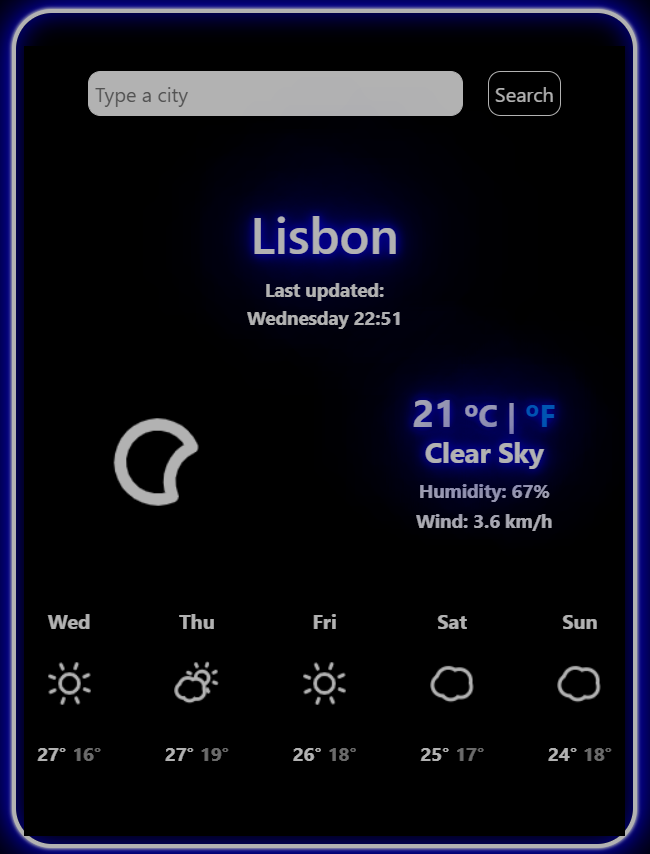 Type a city Search
Lisbon
Last updated:
Wednesday 22:51
21 ºC | ºF
Clear Sky
Humidity: 67%
Wind: 3.6 km/h
Wed Thu Fri Sat Sun
27° 16° 27° 19° 26° 18° 25° 17° 24° 18°